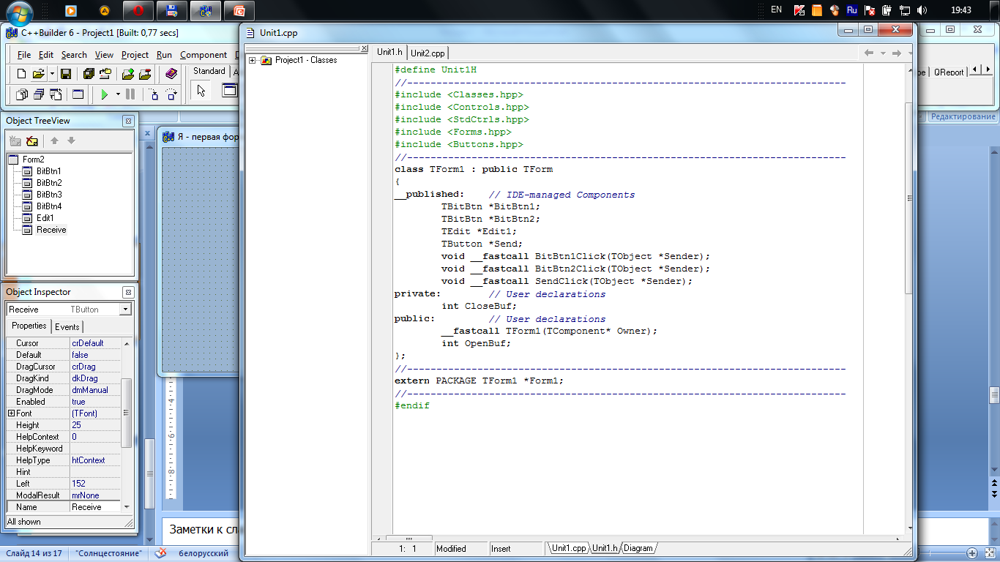 EN
Ru
19:43
C++Builder 6 - Project1 [Built: 0,77 secs]
File Edit Search View Project Run Component
Standard
QReport
Редактирование
Object TreeView
Form2
BitBtn1
BitBtn2
BitBtn3
BitBtn4
Edit1
Receive
Я - первая фор
Object Inspector
Receive TButton
Properties Events
Cursor crDefault
Default false
DragCursor crDrag
DragKind dkDrag
DragMode dmManual
Enabled true
Font (TFont)
Height 25
HelpContext 0
HelpKeyword
HelpType htContext
Hint
Left 152
ModalResult mrNone
Name Receive
All shown
Unit1.cpp
Project1 - Classes
Unit1.h Unit2.cpp
#define Unit1H
//---------------------------------------------------------------------------
#include <Classes.hpp>
#include <Controls.hpp>
#include <StdCtrls.hpp>
#include <Forms.hpp>
#include <Buttons.hpp>
//---------------------------------------------------------------------------
class TForm1 : public TForm
{
__published: // IDE-managed Components
TBitBtn *BitBtn1;
TBitBtn *BitBtn2;
TEdit *Edit1;
TButton *Send;
void __fastcall BitBtn1Click(TObject *Sender);
void __fastcall BitBtn2Click(TObject *Sender);
void __fastcall SendClick(TObject *Sender);
private: // User declarations
int CloseBuf;
public: // User declarations
__fastcall TForm1(TComponent* Owner);
int OpenBuf;
};
//---------------------------------------------------------------------------
extern PACKAGE TForm1 *Form1;
//---------------------------------------------------------------------------
#endif
1: 1 Modified Insert Unit1.cpp Unit1.h Diagram
4
6
8
Заметки к сл
Слайд 14 из 17 "Солнцестояние" белорусский